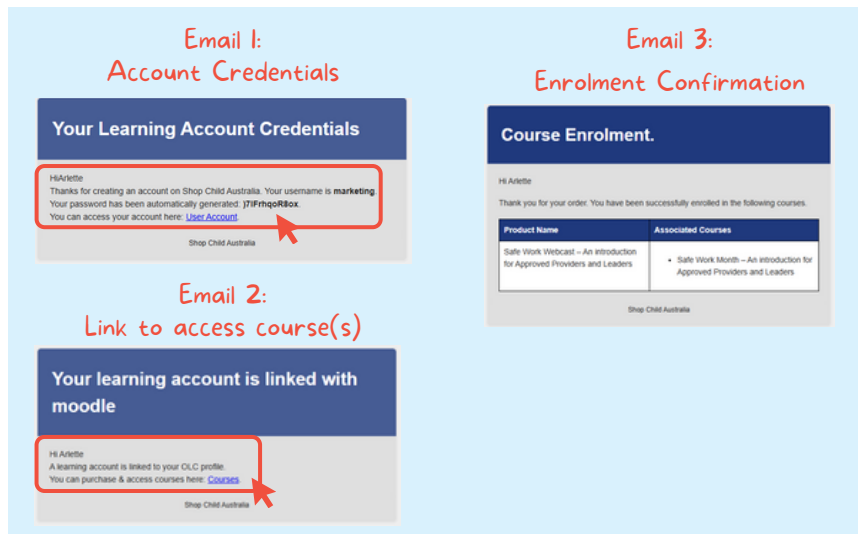 Email 1:
Account Credentials
Your Learning Account Credentials
HiArlette
Thanks for creating an account on Shop Child Australia. Your username is marketing.
Your password has been automatically generated: )7IFrhqoR8ox.
You can access your account here: User Account.
Shop Child Australia
Email 2:
Link to access course(s)
Your learning account is linked with
moodle
Hi Arlette
A learning account is linked to your OLC profile.
You can purchase & access courses here: Courses.
Shop Child Australia
Email 3:
Enrolment Confirmation
Course Enrolment.
Hi Arlette
Thank you for your order. You have been successfully enrolled in the following courses.
Product Name Associated Courses
Safe Work Webcast – An introduction
for Approved Providers and Leaders
• Safe Work Month – An introduction for
Approved Providers and Leaders
Shop Child Australia